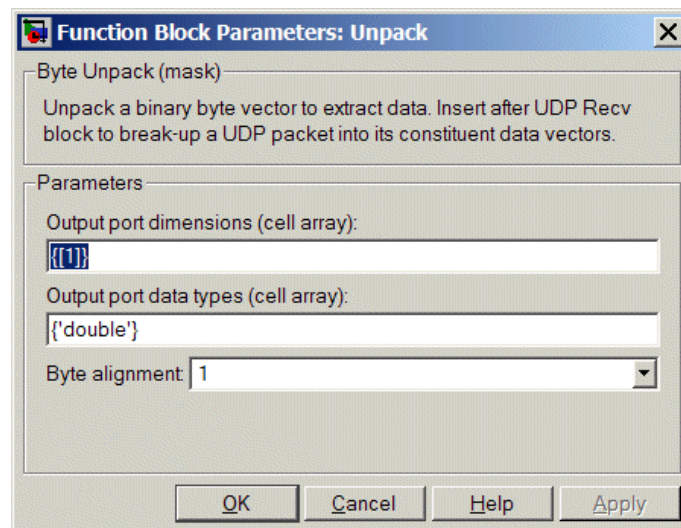 Function Block Parameters: Unpack
Byte Unpack (mask)
Unpack a binary byte vector to extract data. Insert after UDP Recv
block to break-up a UDP packet into its constituent data vectors.
Parameters
Output port dimensions (cell array):
{[1]}
Output port data types (cell array):
{'double'}
Byte alignment: 1
OK Cancel Help Apply